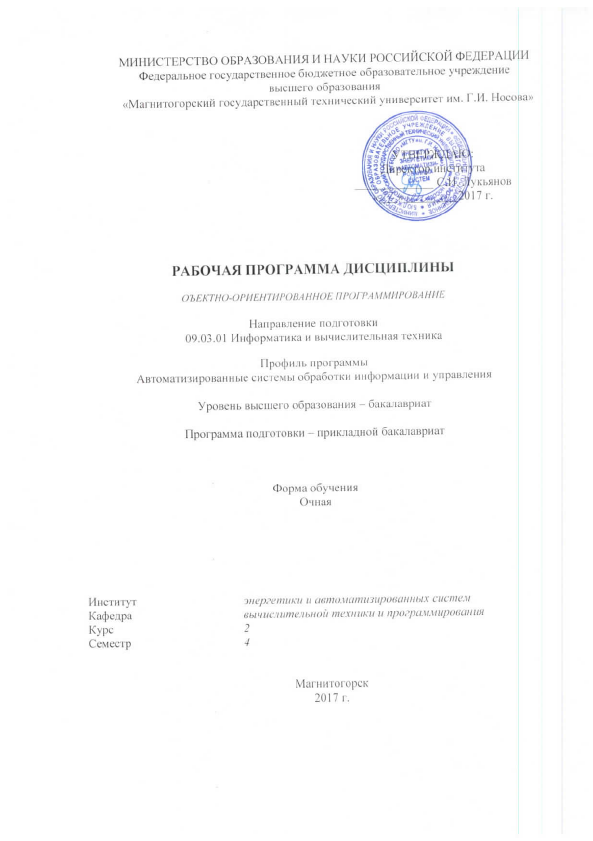 МИНИСТЕРСТВО ОБРАЗОВАНИЯ И НАУКИ РОССИЙСКОЙ ФЕДЕРАЦИИ
Федеральное государственное бюджетное образовательное учреждение
высшего образования
«Магнитогорский государственный технический университет им. Г.И. Носова»
УТВЕРЖДАЮ:
Директор института
С.И. Лукьянов
2017 г.
РАБОЧАЯ ПРОГРАММА ДИСЦИПЛИНЫ
ОЪЕКТНО-ОРИЕНТИРОВАННОЕ ПРОГРАММИРОВАНИЕ
Направление подготовки
09.03.01 Информатика и вычислительная техника
Профиль программы
Автоматизированные системы обработки информации и управления
Уровень высшего образования – бакалавриат
Программа подготовки – прикладной бакалавриат
Форма обучения
Очная
Институт энергетики и автоматизированных систем
Кафедра вычислительной техники и программирования
Курс 2
Семестр 4
Магнитогорск
2017 г.